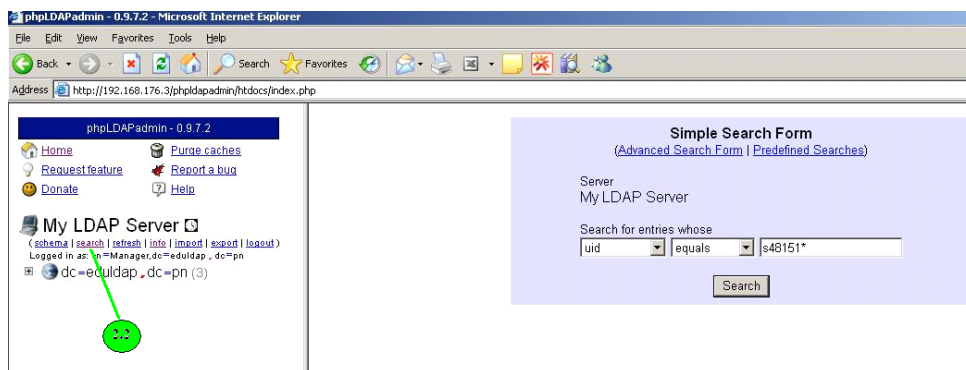 phpLDAPadmin - 0.9.7.2 - Microsoft Internet Explorer
File Edit View Favorites Tools Help
Back Search Favorites
Address http://192.168.176.3/phpldapadmin/htdocs/index.php
phpLDAPadmin - 0.9.7.2
Home Purge caches
Request feature Report a bug
Donate Help
My LDAP Server
( schema | search | refresh | info | import | export | logout )
Logged in as: cn=Manager,dc=eduldap , dc=pn
dc=eduldap , dc=pn (3)
2.2
Simple Search Form
(Advanced Search Form | Predefined Searches)
Server
My LDAP Server
Search for entries whose
uid equals s48151*
Search